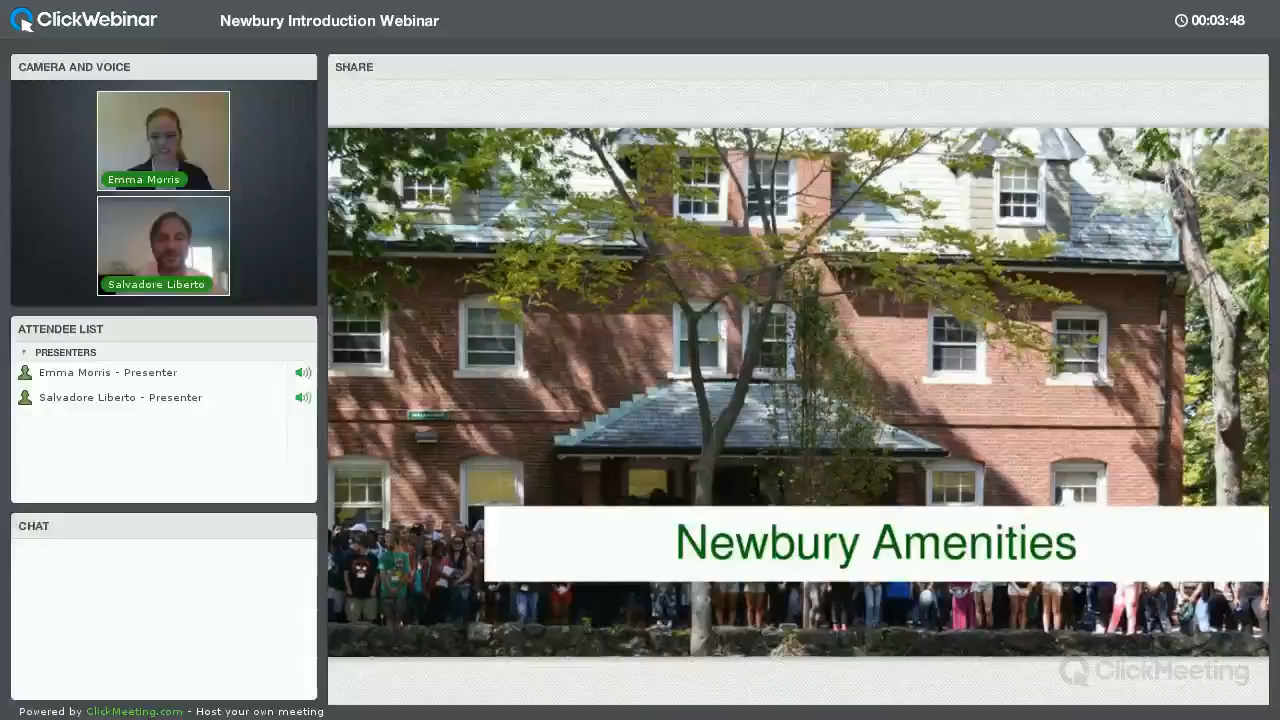 ClickWebinar
Newbury Introduction Webinar
00:03:48
CAMERA AND VOICE
Emma Morris
Salvadore Liberto
ATTENDEE LIST
PRESENTERS
Emma Morris - Presenter
Salvadore Liberto - Presenter
CHAT
Powered by ClickMeeting.com - Host your own meeting
SHARE
Newbury Amenities
ClickMeeting